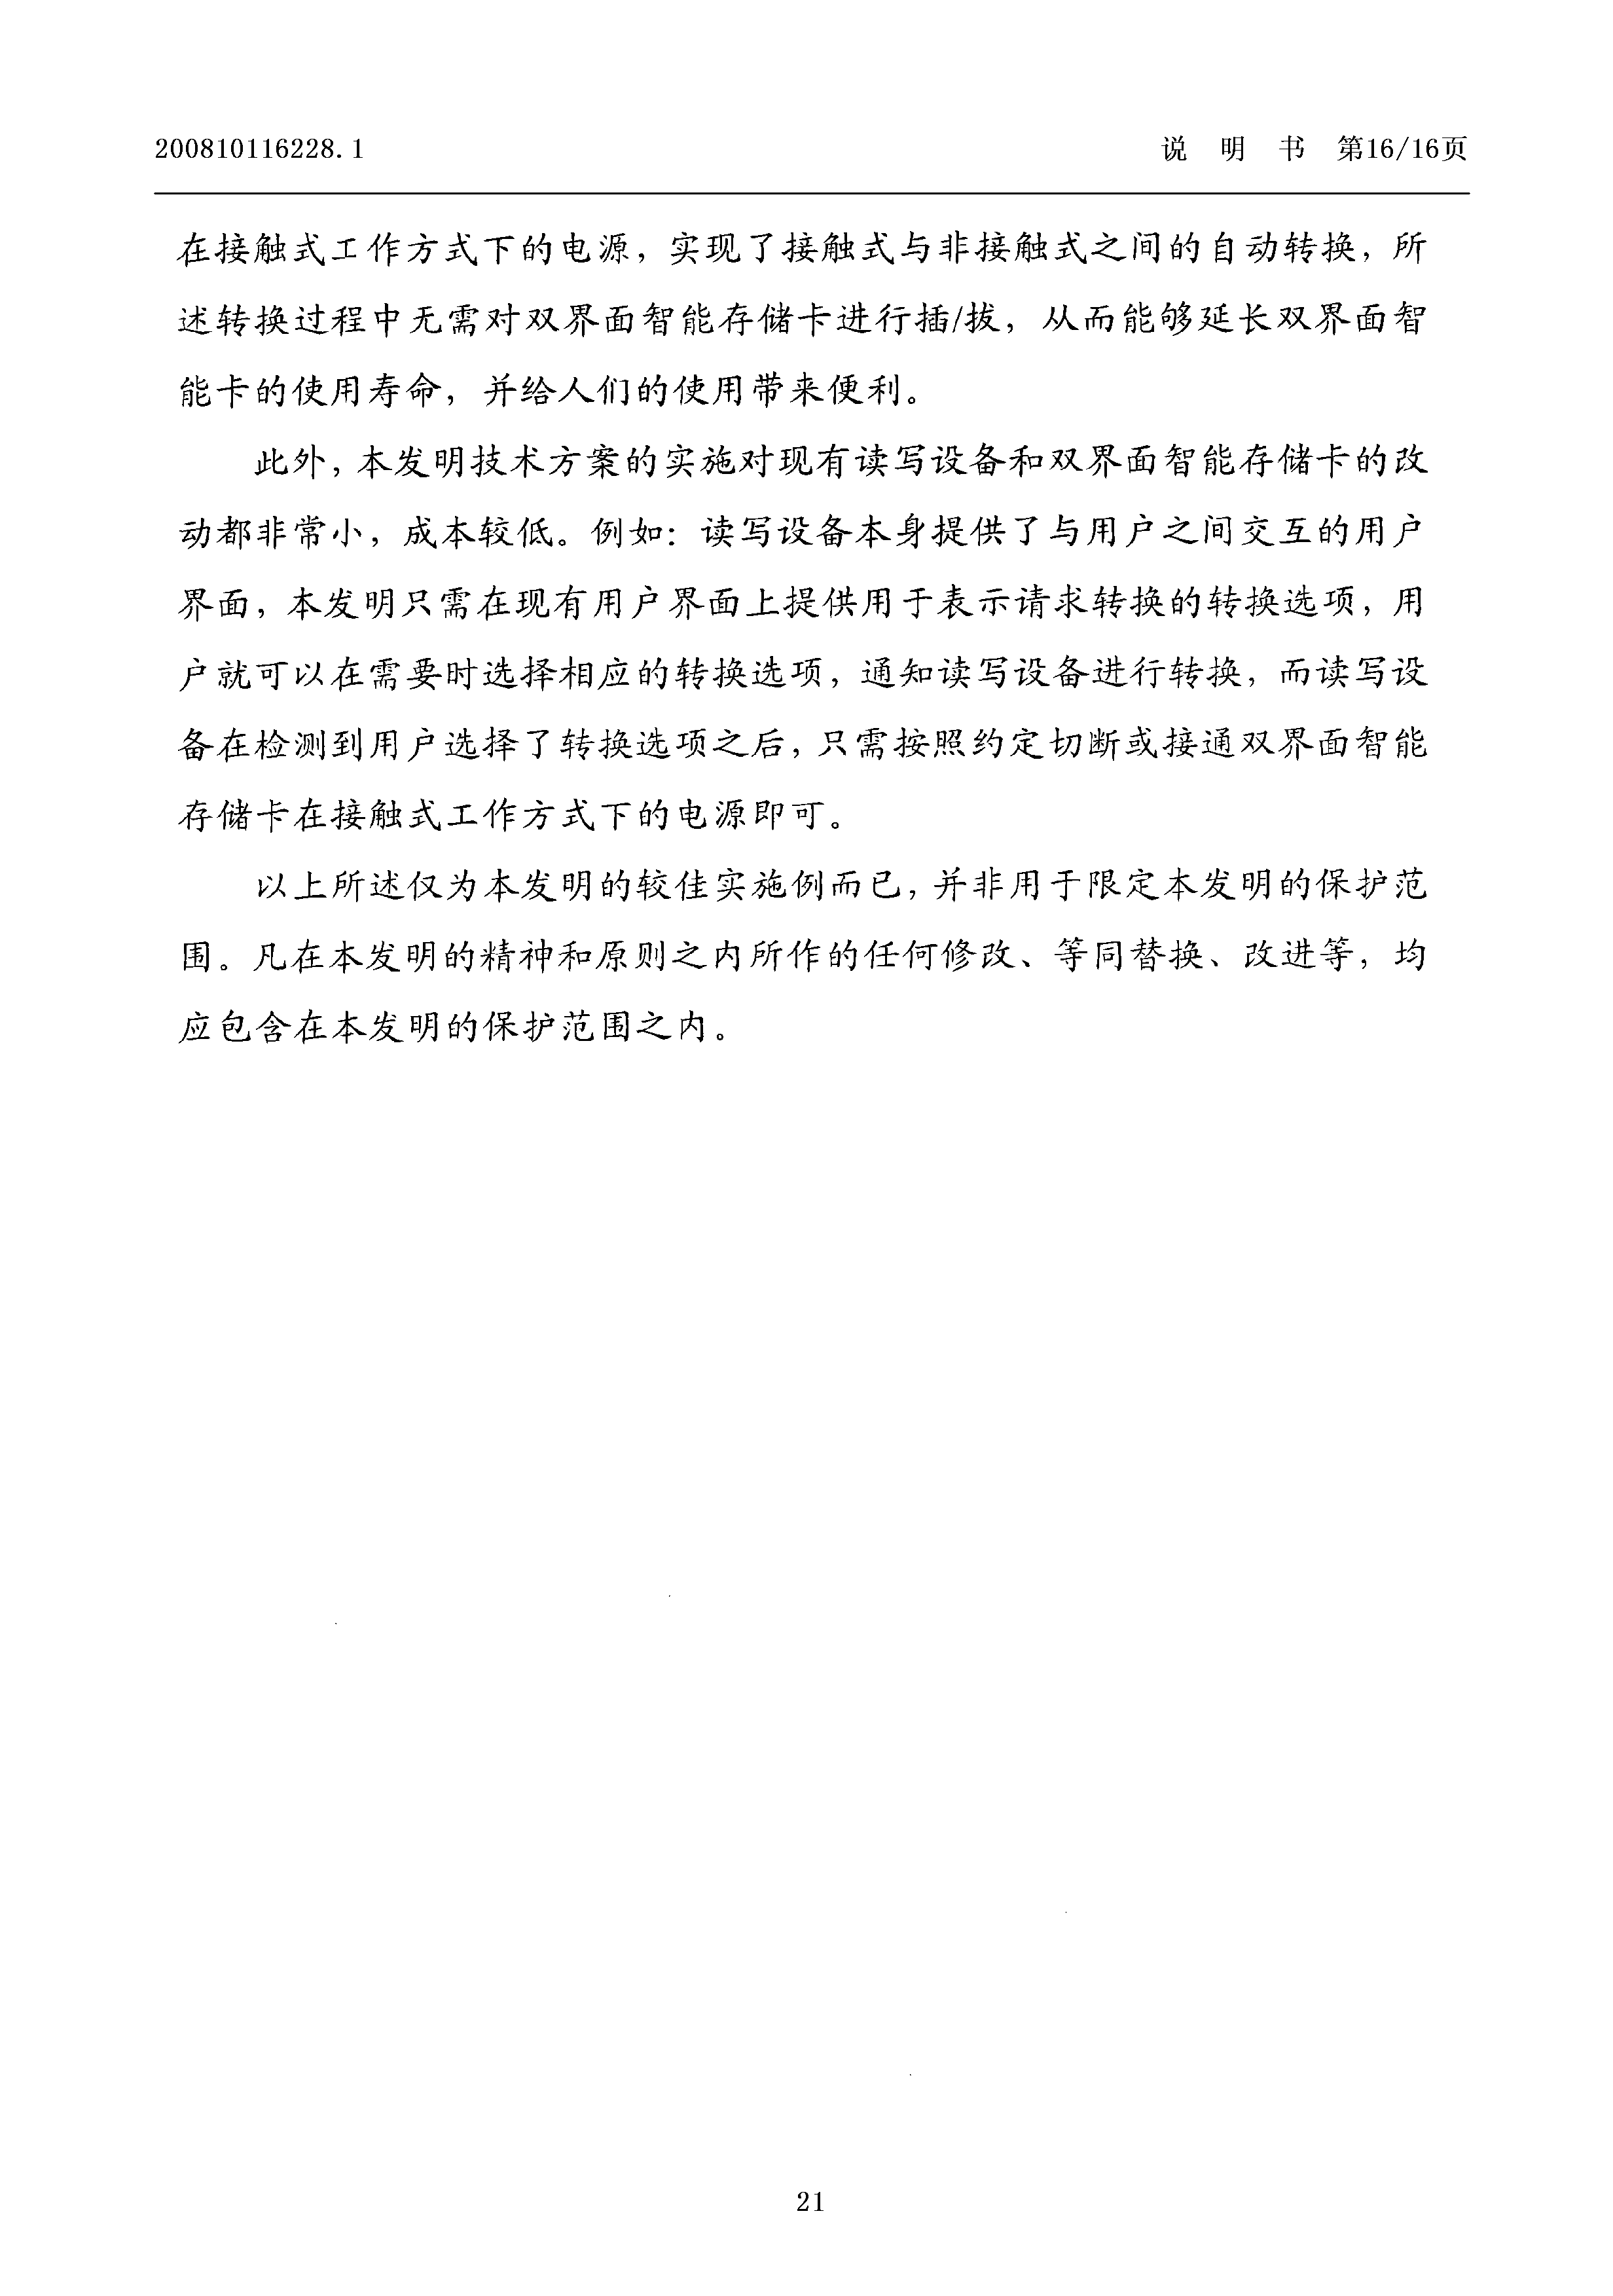 200810116228.1 说 明 书 第16/16页
在接触式工作方式下的电源，实现了接触式与非接触式之间的自动转换，所
述转换过程中无需对双界面智能存储卡进行插/拔，从而能够延长双界面智
能卡的使用寿命，并给人们的使用带来便利。
此外，本发明技术方案的实施对现有读写设备和双界面智能存储卡的改
动都非常小，成本较低。例如：读写设备本身提供了与用户之间交互的用户
界面，本发明只需在现有用户界面上提供用于表示请求转换的转换选项，用
户就可以在需要时选择相应的转换选项，通知读写设备进行转换，而读写设
备在检测到用户选择了转换选项之后，只需按照约定切断或接通双界面智能
存储卡在接触式工作方式下的电源即可。
以上所述仅为本发明的较佳实施例而已，并非用于限定本发明的保护范
围。凡在本发明的精神和原则之内所作的任何修改、等同替换、改进等，均
应包含在本发明的保护范围之内。
21